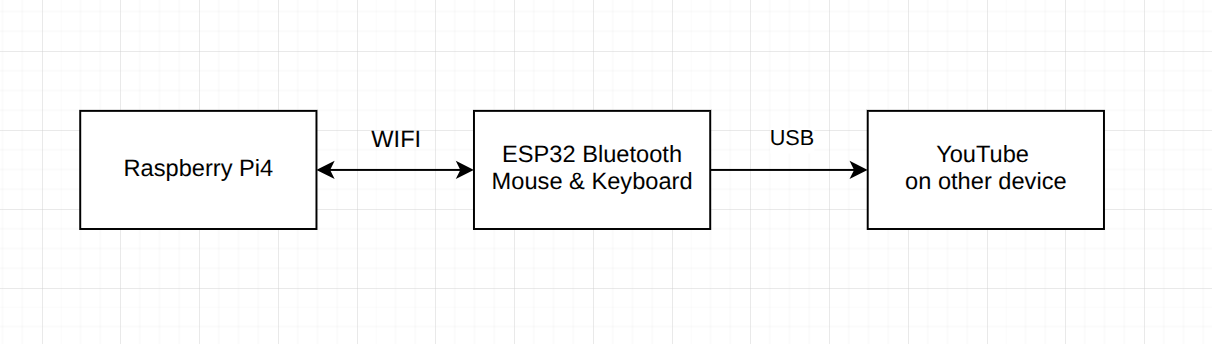 Raspberry Pi4
WIFI
ESP32 Bluetooth
Mouse & Keyboard
USB
YouTube
on other device